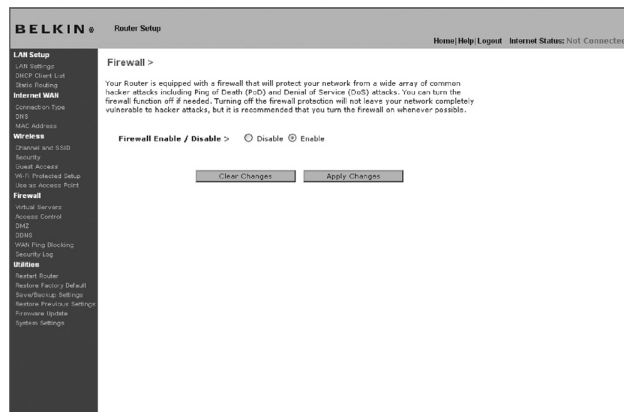 BELKIN
Router Setup
Home|Help|Logout Internet Status: Not Connected
LAN Setup
LAN Settings
DHCP Client List
Static Routing
Internet WAN
Connection Type
DNS
MAC Address
Wireless
Channel and SSID
Security
Guest Access
Wi-Fi Protected Setup
Use as Access Point
Firewall
Virtual Servers
Access Control
DMZ
DDNS
WAN Ping Blocking
Security Log
Utilities
Restart Router
Restore Factory Default
Save/Backup Settings
Restore Previous Settings
Firmware Update
System Settings
Firewall >
Your Router is equipped with a firewall that will protect your network from a wide array of common
hacker attacks including Ping of Death (PoD) and Denial of Service (DoS) attacks. You can turn the
firewall function off if needed. Turning off the firewall protection will not leave your network completely
vulnerable to hacker attacks, but it is recommended that you turn the firewall on whenever possible.
Firewall Enable / Disable > Disable Enable
Clear Changes Apply Changes